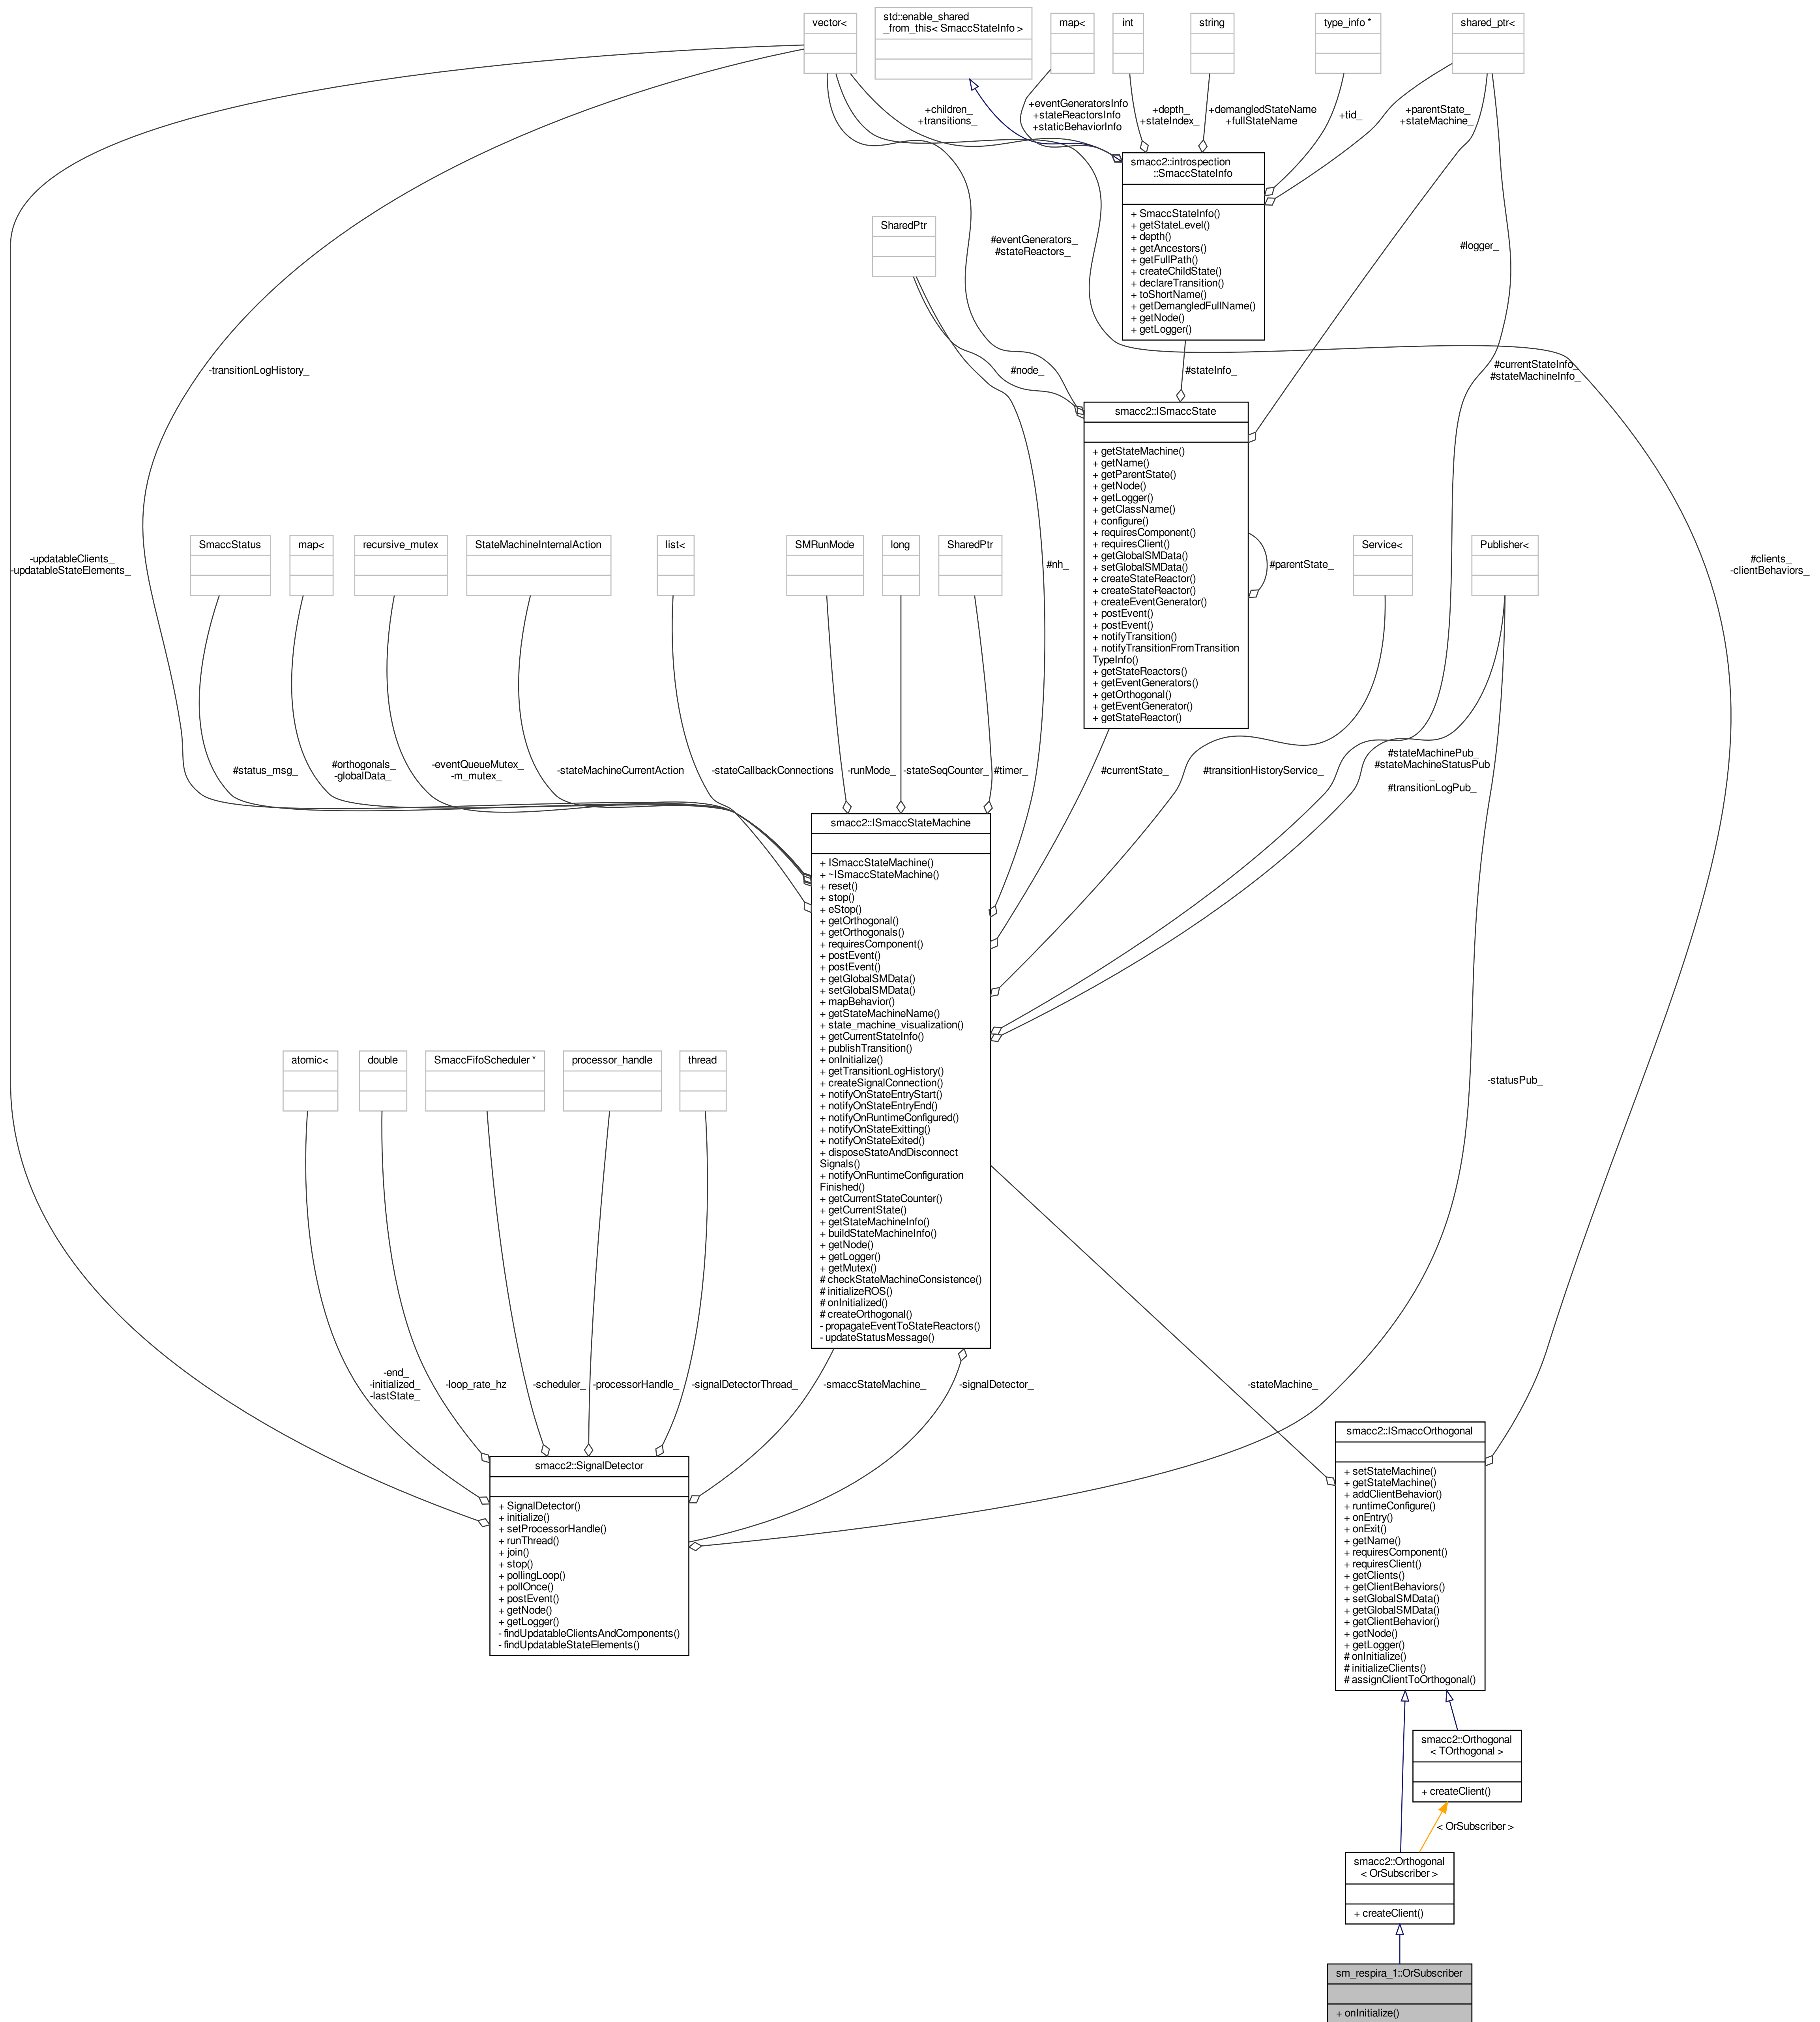 vector<
std::enable_shared
_from_this< SmaccStateInfo >
map<
int
string
type_info *
shared_ptr<
+children_
+transitions_
+eventGeneratorsInfo
+stateReactorsInfo
+staticBehaviorInfo
+depth_
+stateIndex_
+demangledStateName
+fullStateName
+tid_
+parentState_
+stateMachine_
smacc2::introspection
::SmaccStateInfo
+ SmaccStateInfo()
+ getStateLevel()
+ depth()
+ getAncestors()
+ getFullPath()
+ createChildState()
+ declareTransition()
+ toShortName()
+ getDemangledFullName()
+ getNode()
+ getLogger()
SharedPtr
#eventGenerators_
#stateReactors_
#logger_
-transitionLogHistory_
#node_
#stateInfo_
#currentStateInfo_
#stateMachineInfo_
smacc2::ISmaccState
+ getStateMachine()
+ getName()
+ getParentState()
+ getNode()
+ getLogger()
+ getClassName()
+ configure()
+ requiresComponent()
+ requiresClient()
+ getGlobalSMData()
+ setGlobalSMData()
+ createStateReactor()
+ createStateReactor()
+ createEventGenerator()
+ postEvent()
+ postEvent()
+ notifyTransition()
+ notifyTransitionFromTransition
TypeInfo()
+ getStateReactors()
+ getEventGenerators()
+ getOrthogonal()
+ getEventGenerator()
+ getStateReactor()
-updatableClients_
-updatableStateElements_
SmaccStatus
map<
recursive_mutex
StateMachineInternalAction
list<
SMRunMode
long
SharedPtr
#nh_
#parentState_
Service<
Publisher<
#clients_
-clientBehaviors_
#status_msg_
#orthogonals_
-globalData_
-eventQueueMutex_
-m_mutex_
-stateMachineCurrentAction
-stateCallbackConnections
-runMode_
-stateSeqCounter_
#timer_
#currentState_
#transitionHistoryService_
#stateMachinePub_
#stateMachineStatusPub
_
#transitionLogPub_
smacc2::ISmaccStateMachine
+ ISmaccStateMachine()
+ ~ISmaccStateMachine()
+ reset()
+ stop()
+ eStop()
+ getOrthogonal()
+ getOrthogonals()
+ requiresComponent()
+ postEvent()
+ postEvent()
+ getGlobalSMData()
+ setGlobalSMData()
+ mapBehavior()
+ getStateMachineName()
+ state_machine_visualization()
+ getCurrentStateInfo()
+ publishTransition()
+ onInitialize()
+ getTransitionLogHistory()
+ createSignalConnection()
+ notifyOnStateEntryStart()
+ notifyOnStateEntryEnd()
+ notifyOnRuntimeConfigured()
+ notifyOnStateExitting()
+ notifyOnStateExited()
+ disposeStateAndDisconnect
Signals()
+ notifyOnRuntimeConfiguration
Finished()
+ getCurrentStateCounter()
+ getCurrentState()
+ getStateMachineInfo()
+ buildStateMachineInfo()
+ getNode()
+ getLogger()
+ getMutex()
# checkStateMachineConsistence()
# initializeROS()
# onInitialized()
# createOrthogonal()
- propagateEventToStateReactors()
- updateStatusMessage()
atomic<
double
SmaccFifoScheduler *
processor_handle
thread
-statusPub_
-end_
-initialized_
-lastState_
-loop_rate_hz
-scheduler_
-processorHandle_
-signalDetectorThread_
-smaccStateMachine_
-signalDetector_
-stateMachine_
smacc2::SignalDetector
+ SignalDetector()
+ initialize()
+ setProcessorHandle()
+ runThread()
+ join()
+ stop()
+ pollingLoop()
+ pollOnce()
+ postEvent()
+ getNode()
+ getLogger()
- findUpdatableClientsAndComponents()
- findUpdatableStateElements()
smacc2::ISmaccOrthogonal
+ setStateMachine()
+ getStateMachine()
+ addClientBehavior()
+ runtimeConfigure()
+ onEntry()
+ onExit()
+ getName()
+ requiresComponent()
+ requiresClient()
+ getClients()
+ getClientBehaviors()
+ setGlobalSMData()
+ getGlobalSMData()
+ getClientBehavior()
+ getNode()
+ getLogger()
# onInitialize()
# initializeClients()
# assignClientToOrthogonal()
smacc2::Orthogonal
< TOrthogonal >
+ createClient()
< OrSubscriber >
smacc2::Orthogonal
< OrSubscriber >
+ createClient()
sm_respira_1::OrSubscriber
+ onInitialize()